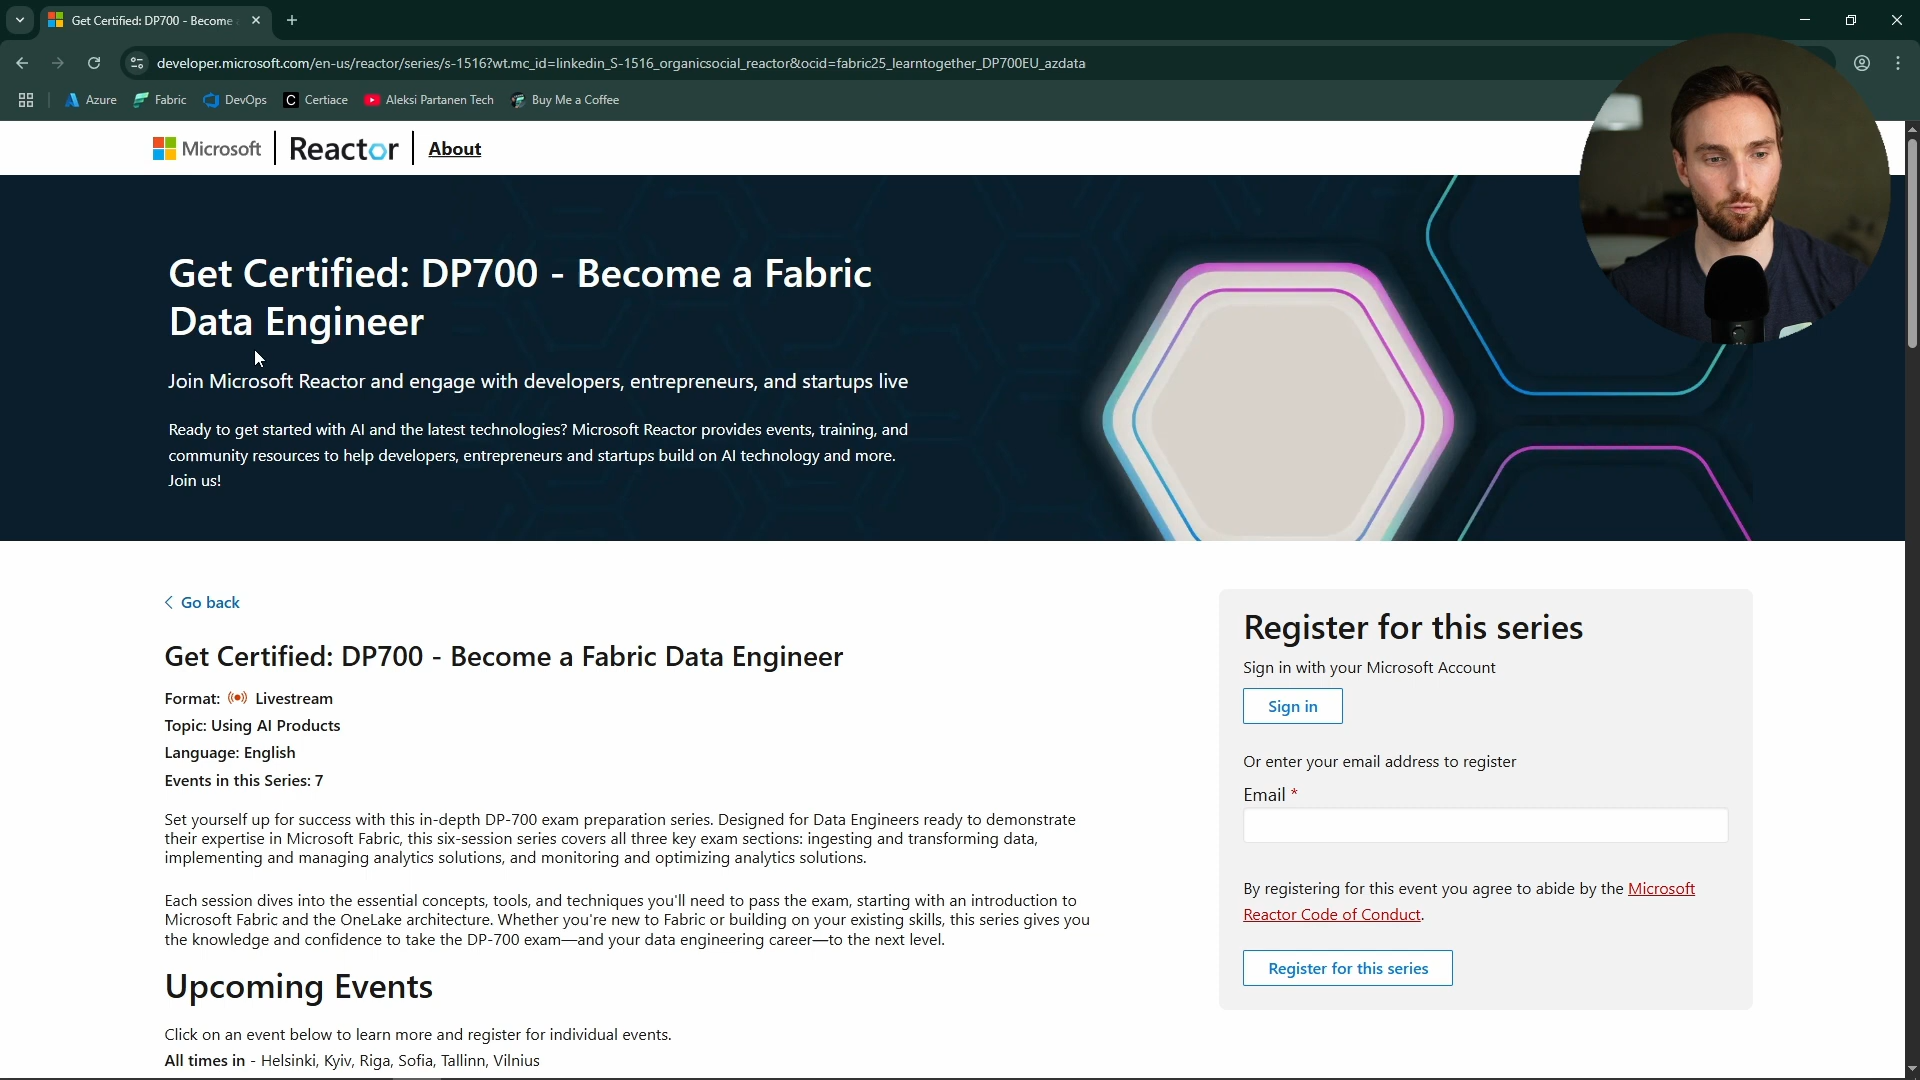 Get Certified: DP700 - Become
developer.microsoft.com/en-us/reactor/series/s-1516?wt.mc_id=linkedin_S-1516_organicsocial_reactor&ocid=fabric25_learntogether_DP700EU_azdata
Azure Fabric DevOps Certiace Aleksi Partanen Tech Buy Me a Coffee
Microsoft Reactor About
Get Certified: DP700 - Become a Fabric
Data Engineer
Join Microsoft Reactor and engage with developers, entrepreneurs, and startups live
Ready to get started with AI and the latest technologies? Microsoft Reactor provides events, training, and
community resources to help developers, entrepreneurs and startups build on AI technology and more.
Join us!
Go back
Get Certified: DP700 - Become a Fabric Data Engineer
Format: Livestream
Topic: Using AI Products
Language: English
Events in this Series: 7
Set yourself up for success with this in-depth DP-700 exam preparation series. Designed for Data Engineers ready to demonstrate
their expertise in Microsoft Fabric, this six-session series covers all three key exam sections: ingesting and transforming data,
implementing and managing analytics solutions, and monitoring and optimizing analytics solutions.
Each session dives into the essential concepts, tools, and techniques you'll need to pass the exam, starting with an introduction to
Microsoft Fabric and the OneLake architecture. Whether you're new to Fabric or building on your existing skills, this series gives you
the knowledge and confidence to take the DP-700 exam—and your data engineering career—to the next level.
Upcoming Events
Click on an event below to learn more and register for individual events.
All times in - Helsinki, Kyiv, Riga, Sofia, Tallinn, Vilnius
Register for this series
Sign in with your Microsoft Account
Sign in
Or enter your email address to register
Email *
By registering for this event you agree to abide by the Microsoft
Reactor Code of Conduct.
Register for this series